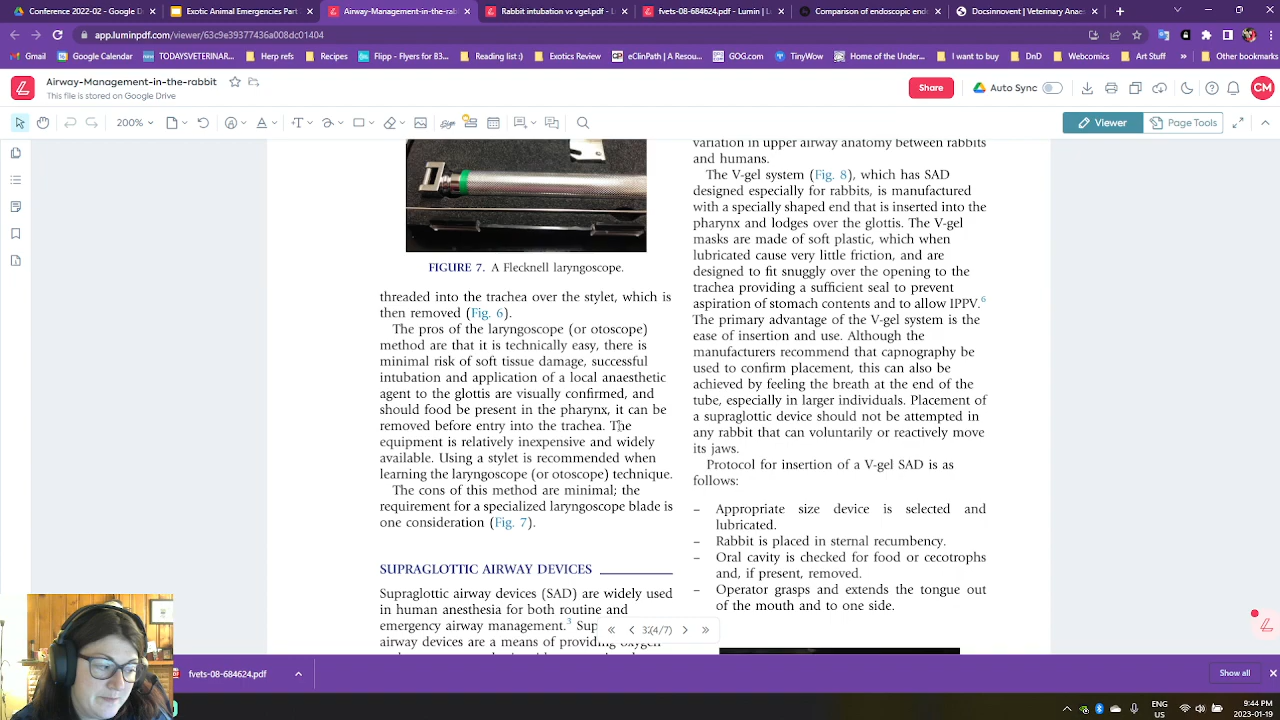 2022-02 Google D
Emergency a
Airway-Mana
Rabbit intubation a
fvets-08-684624.pdf - Lumin |
Comparison of six
Veterinary Anaes
app.luminpdf.com/63c9e39377436a008dc01404
Gmail
Google Calendar
TODAYSVETERINAR...
Herp refs
Recipes
Flipp - Flyers for B3...
Reading list :)
Exotics Review
eClinPath | A Resou...
GOG.com
TinyWow
Home of the Under...
I want to buy
DnD
Webcomics
Art Stuff
»
Other bookmarks
Airway-Management-in-the-rabbit
This file is stored on Google Drive
Share
Auto Sync
CM
200%
Viewer
Page Tools
FIGURE 7. A Flecknell laryngoscope.
threaded into the trachea over the stylet, which is
then removed (Fig. 6).
The pros of the laryngoscope (or otoscope)
method are that it is technically easy, there is
minimal risk of soft tissue damage, successful
intubation and application of a local anaesthetic
agent to the glottis are visually confirmed, and
should food be present in the pharynx, it can be
removed before entry into the trachea. The
equipment is relatively inexpensive and widely
available. Using a stylet is recommended when
learning the laryngoscope (or otoscope) technique.
The cons of this method are minimal; the
requirement for a specialized laryngoscope blade is
one consideration (Fig. 7).
SUPRAGLOTTIC AIRWAY DEVICES
Supraglottic airway devices (SAD) are widely used
in human anesthesia for both routine and
emergency airway management.3 Sup
airway devices are a means of providing oxygen
variation in upper airway anatomy between rabbits
and humans.
The V-gel system (Fig. 8), which has SAD
designed especially for rabbits, is manufactured
with a specially shaped end that is inserted into the
pharynx and lodges over the glottis. The V-gel
masks are made of soft plastic, which when
lubricated cause very little friction, and are
designed to fit snuggly over the opening to the
trachea providing a sufficient seal to prevent
aspiration of stomach contents and to allow IPPV.6
The primary advantage of the V-gel system is the
ease of insertion and use. Although the
manufacturers recommend that capnography be
used to confirm placement, this can also be
achieved by feeling the breath at the end of the
tube, especially in larger individuals. Placement of
a supraglottic device should not be attempted in
any rabbit that can voluntarily or reactively move
its jaws.
Protocol for insertion of a V-gel SAD is as
follows:
– Appropriate size device is selected and
lubricated.
– Rabbit is placed in sternal recumbency.
– Oral cavity is checked for food or cecotrophs
and, if present, removed.
– Operator grasps and extends the tongue out
of the mouth and to one side.
(4/7)
fvets-08-684624.pdf
Show all
9:44 PM
2023-01-19